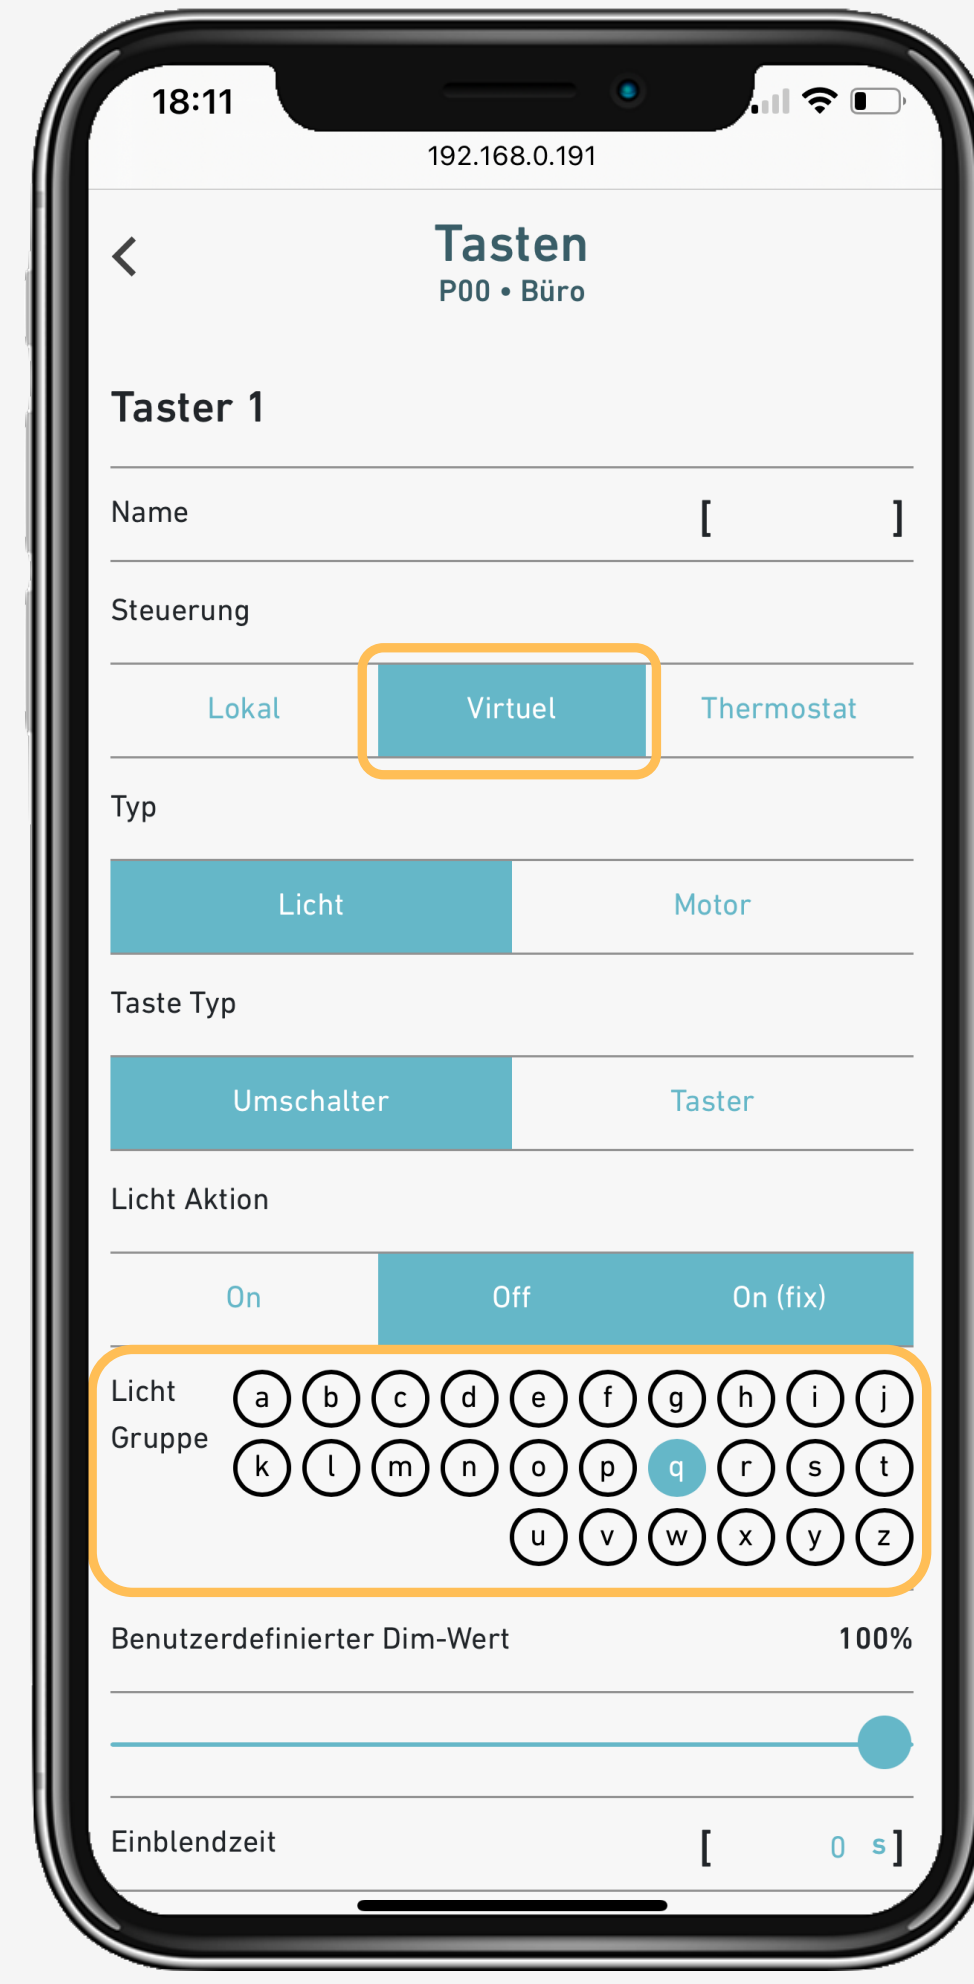 18:11
192.168.0.191
Tasten
P00 • Büro
Taster 1
Name [ ]
Steuerung
Lokal Virtuel Thermostat
Typ
Licht Motor
Taste Typ
Umschalter Taster
Licht Aktion
On Off On (fix)
Licht Gruppe
a b c d e f g h i j
k l m n o p q r s t
u v w x y z
Benutzerdefinierter Dim-Wert 100%
Einblendzeit [ 0 s]